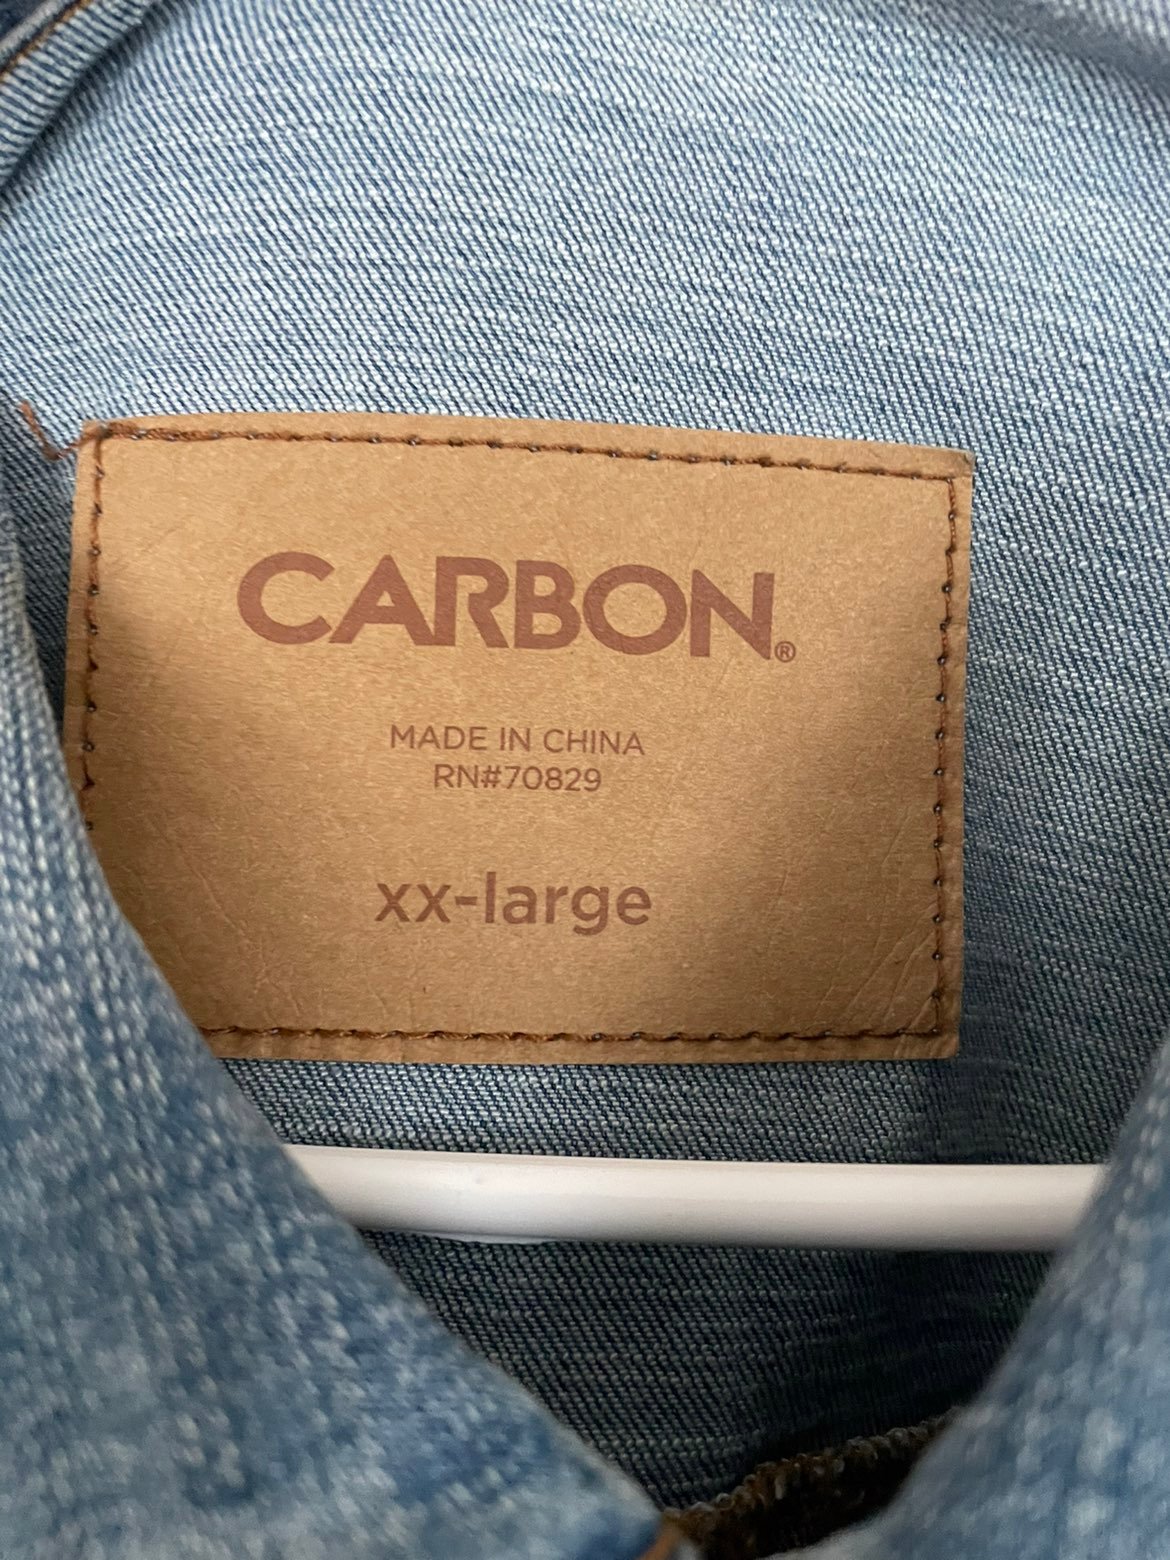 CARBON®
MADE IN CHINA
RN#70829
xx-large